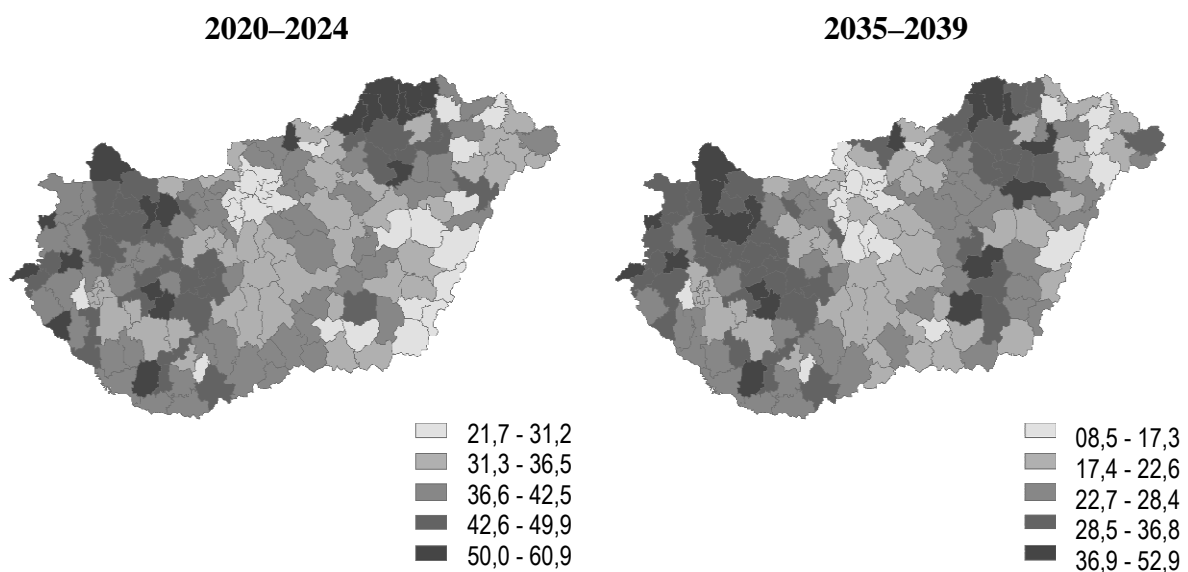 2020–2024
2035–2039
21,7 - 31,2
31,3 - 36,5
36,6 - 42,5
42,6 - 49,9
50,0 - 60,9
08,5 - 17,3
17,4 - 22,6
22,7 - 28,4
28,5 - 36,8
36,9 - 52,9